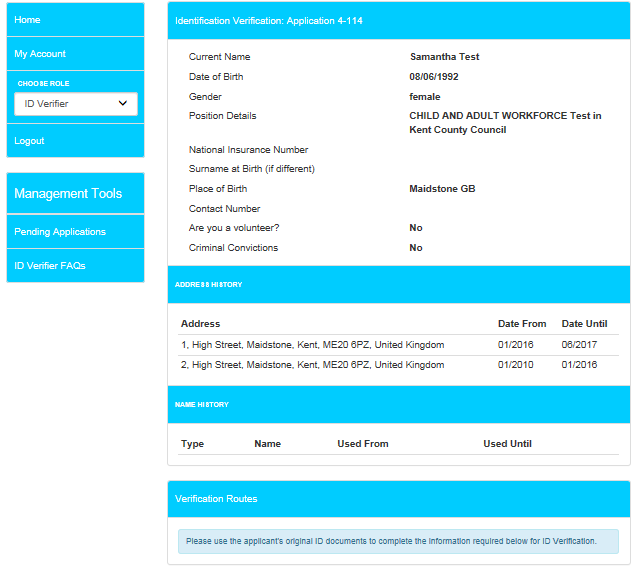 Home
My Account
CHOOSE ROLE
ID Verifier
Logout
Management Tools
Pending Applications
ID Verifier FAQs
Identification Verification: Application 4-114
Current Name Samantha Test
Date of Birth 08/06/1992
Gender female
Position Details CHILD AND ADULT WORKFORCE Test in
Kent County Council
National Insurance Number
Surname at Birth (if different)
Place of Birth Maidstone GB
Contact Number
Are you a volunteer? No
Criminal Convictions No
ADDRESS HISTORY
Address Date From Date Until
1, High Street, Maidstone, Kent, ME20 6PZ, United Kingdom 01/2016 06/2017
2, High Street, Maidstone, Kent, ME20 6PZ, United Kingdom 01/2010 01/2016
NAME HISTORY
Type Name Used From Used Until
Verification Routes
Please use the applicant's original ID documents to complete the information required below for ID Verification.